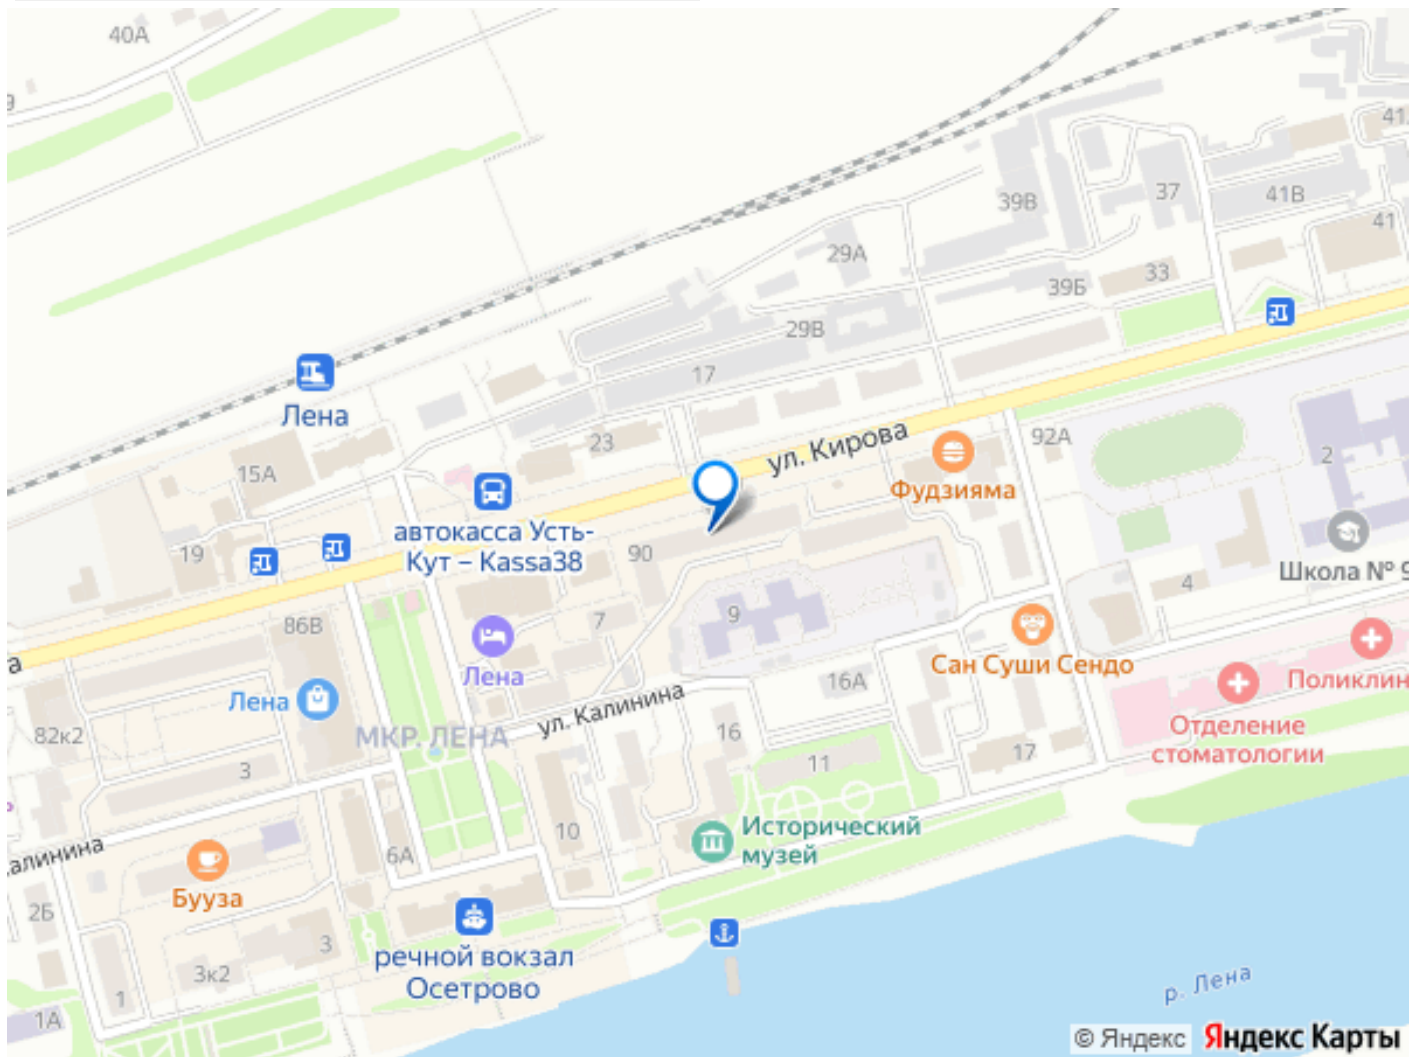 40А
9
41
39В
37
41В
41
29А
33
39Б
29В
17
Лена
23
ул. Кирова
92А
2
15А
Фудзияма
автокасса Усть-
Кут – Kassa38
19
90
Школа № 9
4
86В
7
9
Лена
Сан Суши Сендо
Лена
16А
Поликлин
ул. Калинина
82к2
МКР. ЛЕНА
16
Отделение
стоматологии
3
11
17
10
Исторический
музей
алинина
6А
Бууза
2Б
3
речной вокзал
Осетрово
3к2
1
р. Лена
1А
© Яндекс
Яндекс Карты